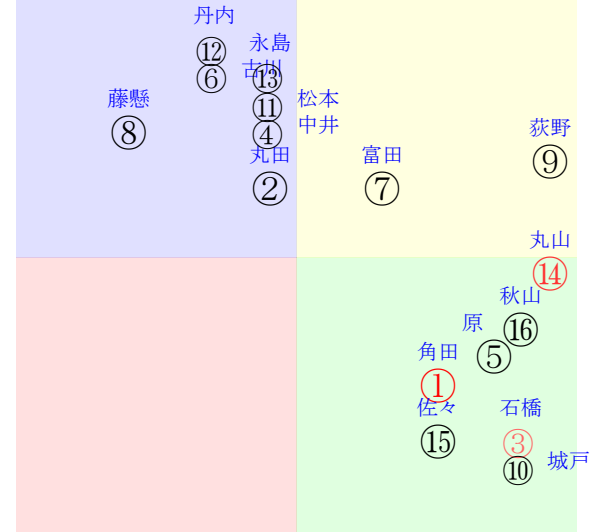 丹内
⑫
永島
⑥
古川
⑬
藤懸
⑧
⑪
松本
④
中井
丸田
②
富田
⑦
荻野
⑨
丸山
⑭
秋山
⑯
原
⑤
角田
①
佐々
⑮
石橋
③
⑩
城戸